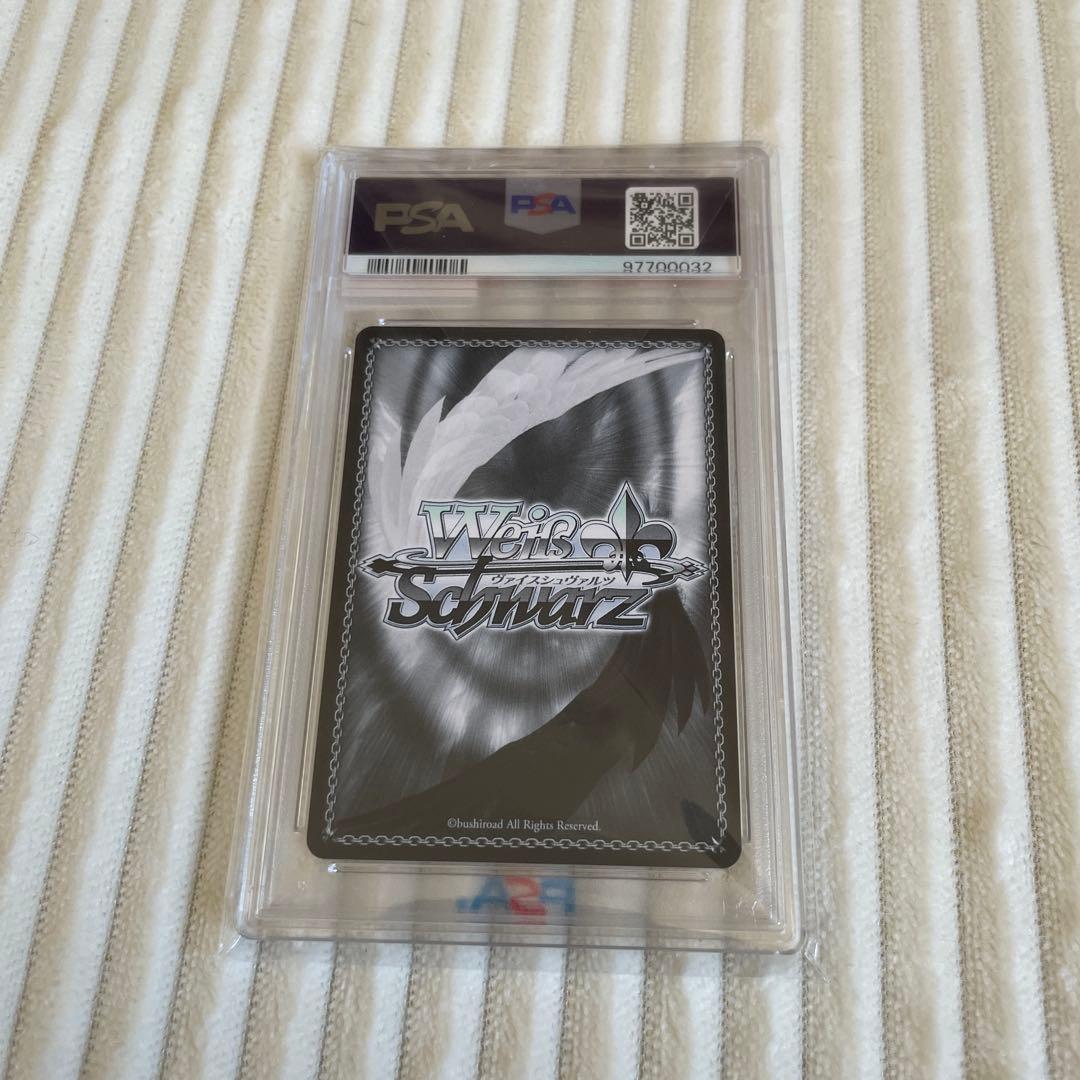 PSA
PSA
97700032
Weiß
ヴァイスシュヴァルツ
Schwarz
©bushiroad All Rights Reserved.
PSA